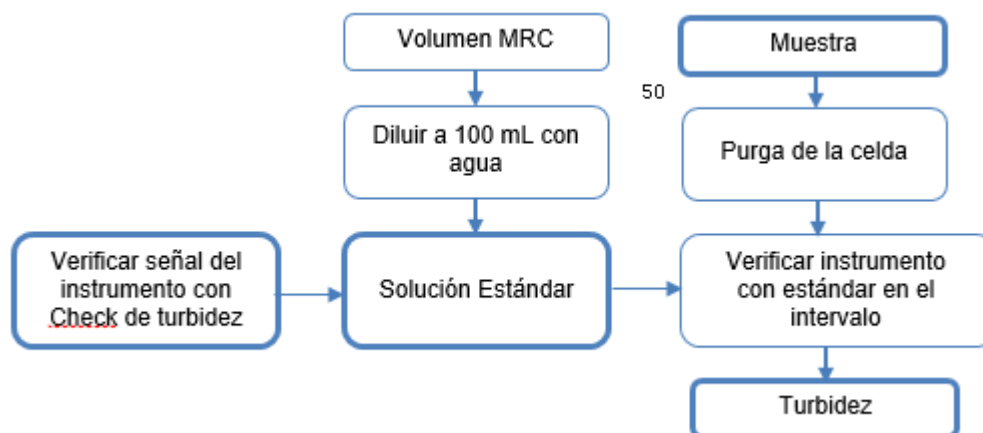 Volumen MRC
Muestra
50
Diluir a 100 mL con
agua
Purga de la celda
Verificar señal del
instrumento con
Check de turbidez
Solución Estándar
Verificar instrumento
con estándar en el
intervalo
Turbidez